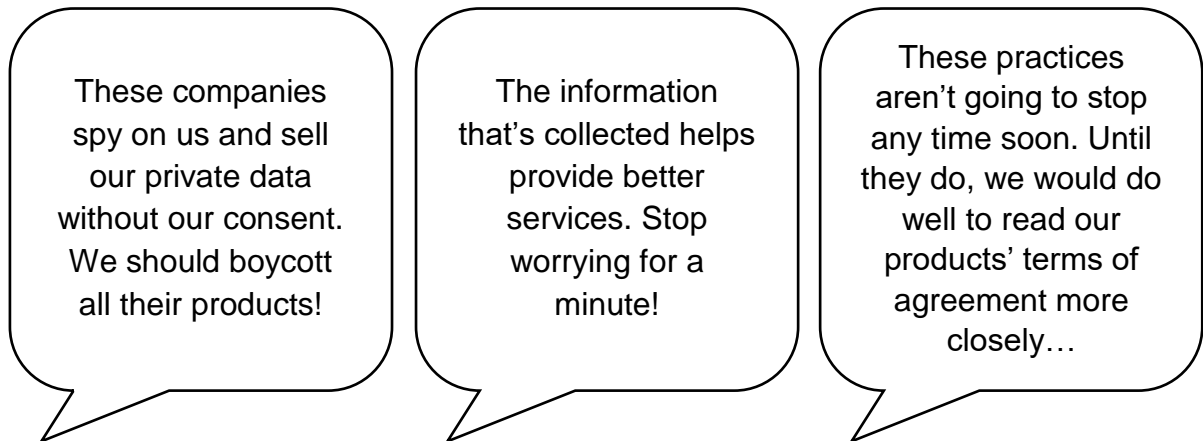 These companies
spy on us and sell
our private data
without our consent.
We should boycott
all their products!
The information
that’s collected helps
provide better
services. Stop
worrying for a
minute!
These practices
aren’t going to stop
any time soon. Until
they do, we would do
well to read our
products’ terms of
agreement more
closely…